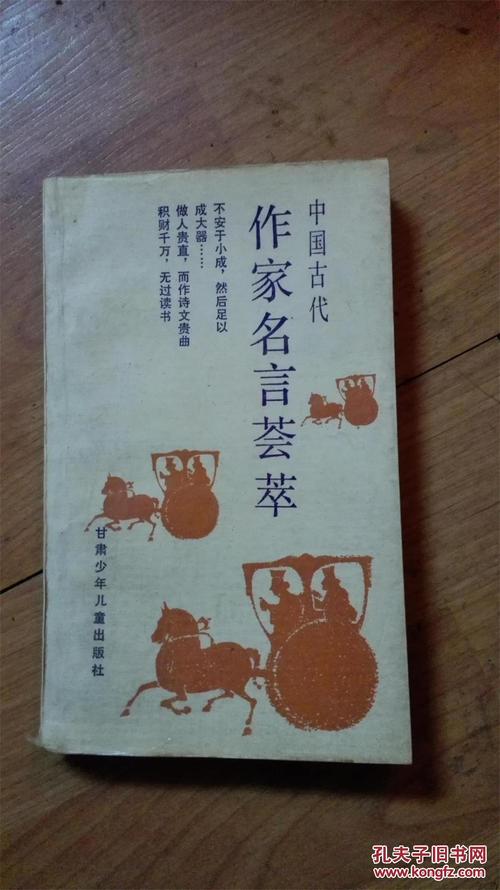 中国古代
作家名言荟萃
不安于小成，然后足以
成大器……
做人贵直，而作诗文贵曲
积财千万，无过读书
甘肃少年儿童出版社
孔夫子旧书网
kongfz.com